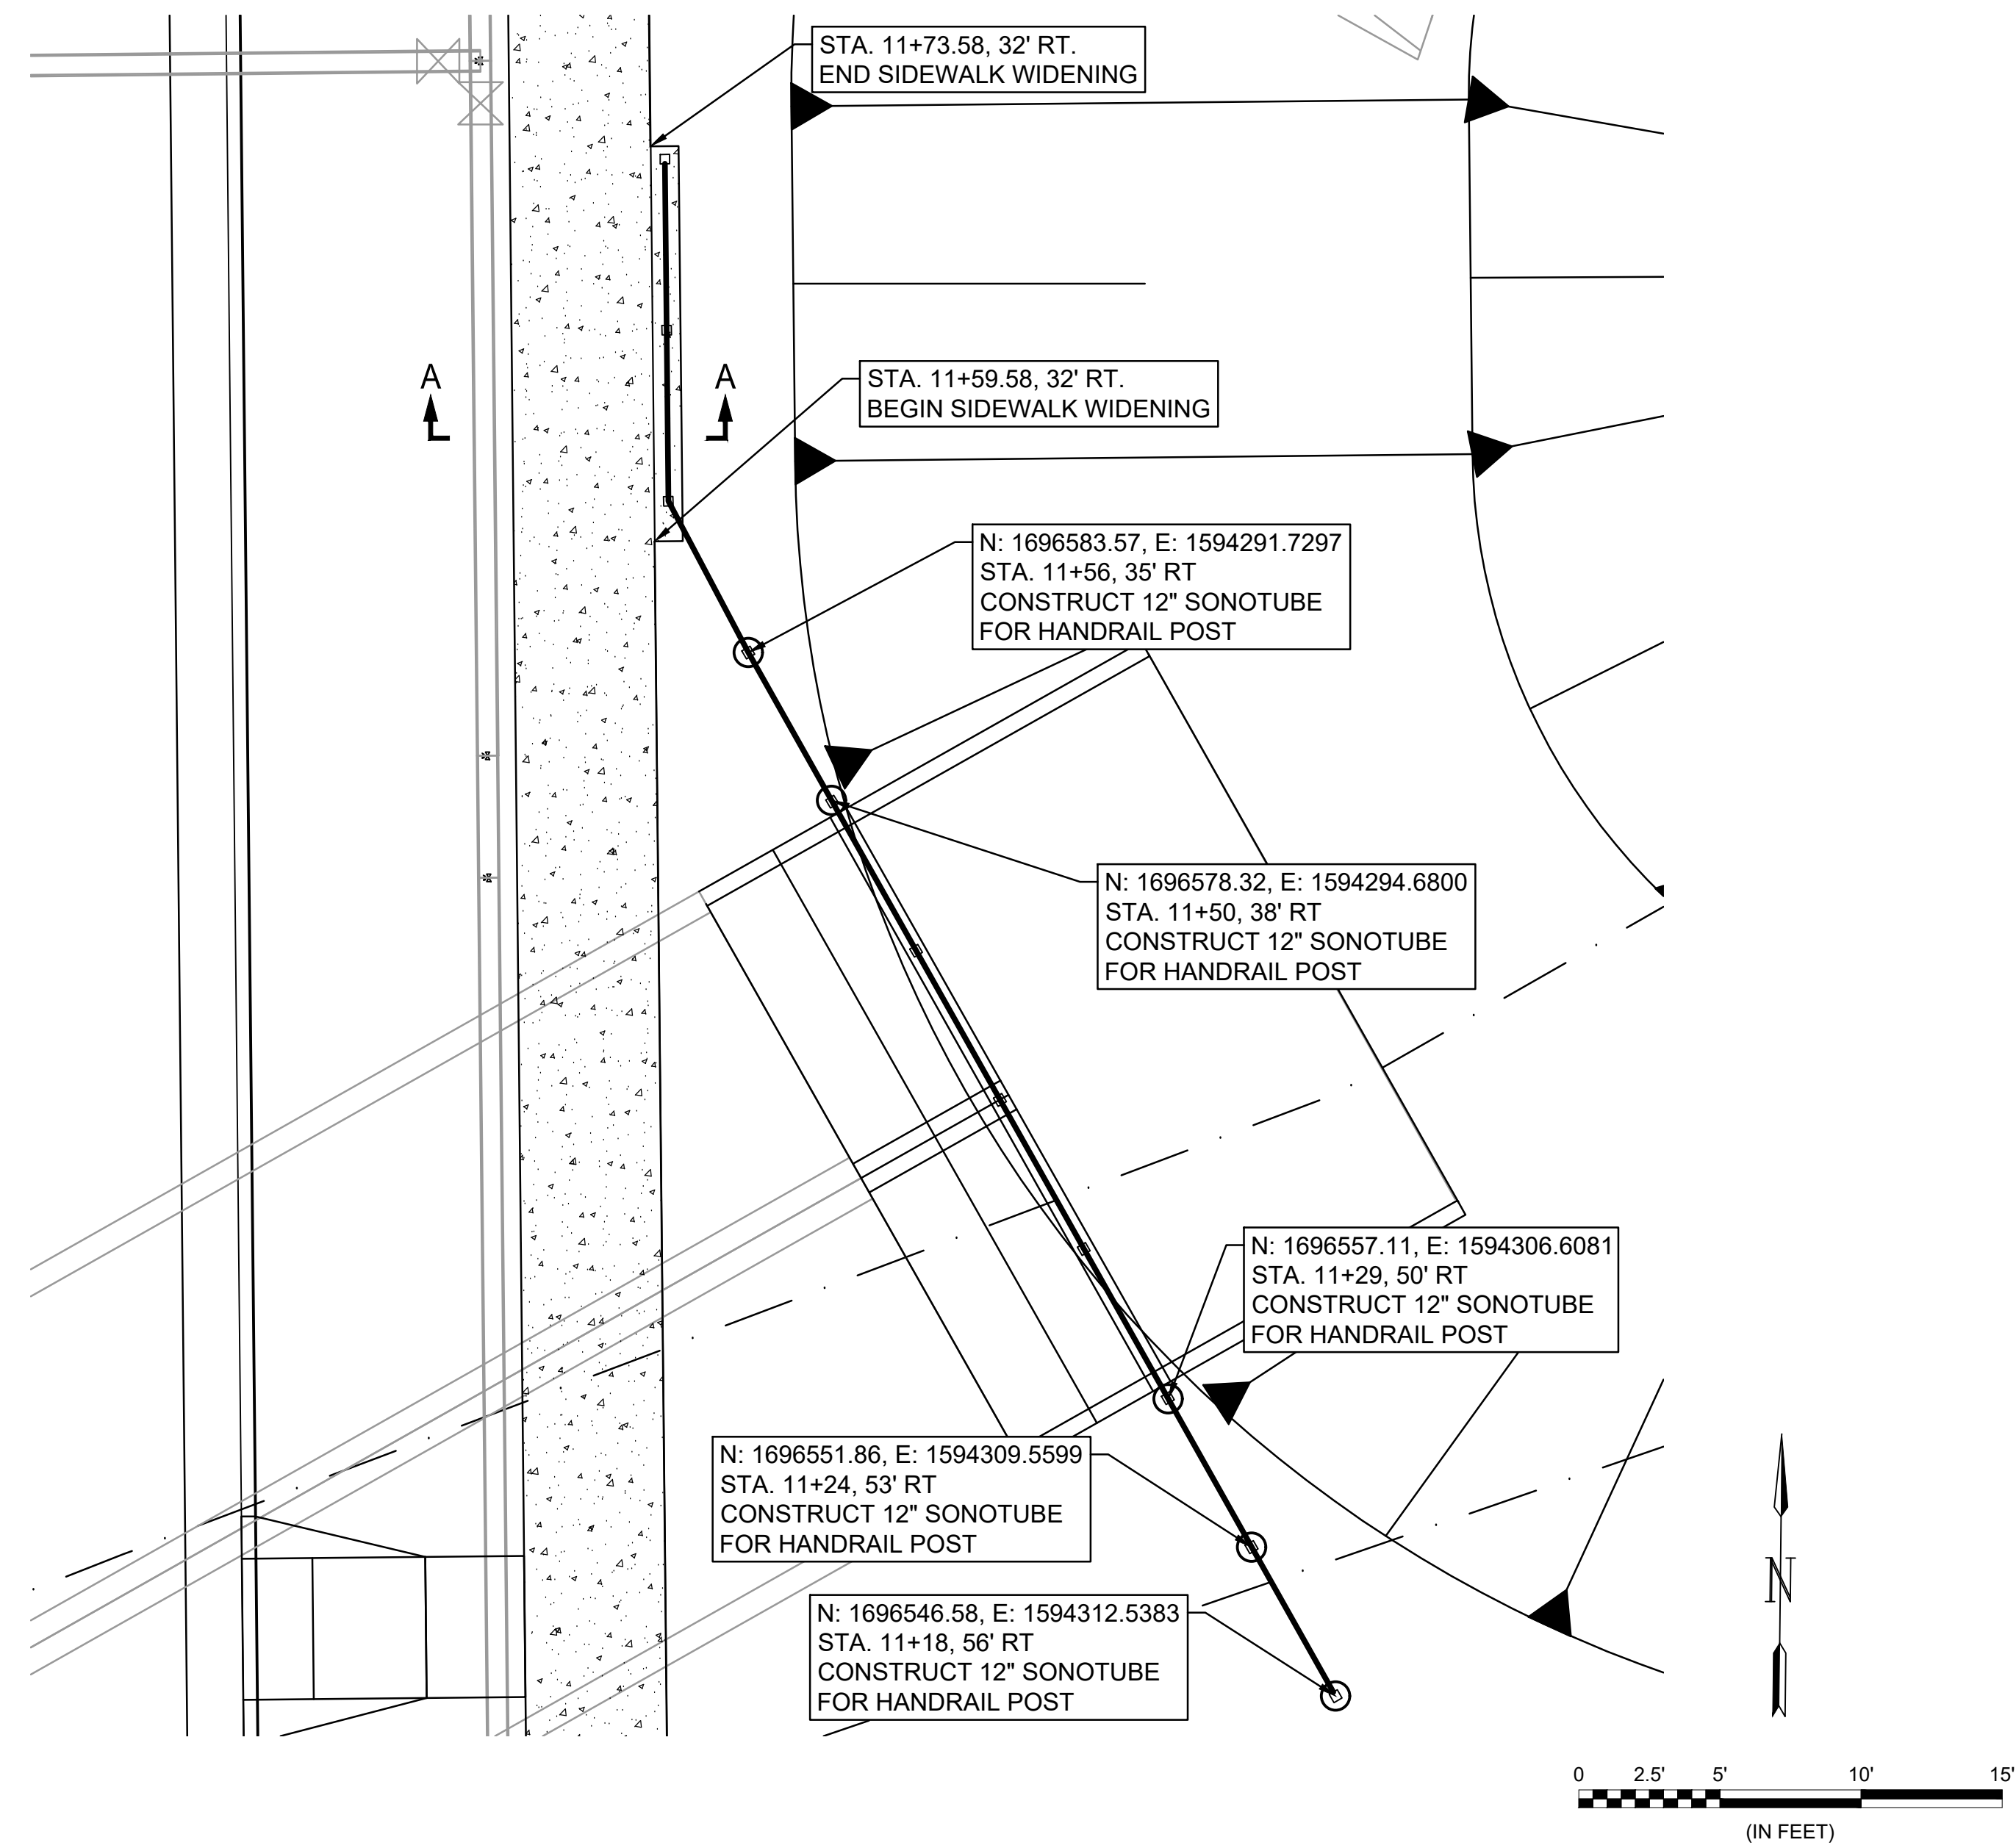 STA. 11+73.58, 32' RT.
END SIDEWALK WIDENING
A
A
STA. 11+59.58, 32' RT.
BEGIN SIDEWALK WIDENING
N: 1696583.57, E: 1594291.7297
STA. 11+56, 35' RT
CONSTRUCT 12" SONOTUBE
FOR HANDRAIL POST
N: 1696578.32, E: 1594294.6800
STA. 11+50, 38' RT
CONSTRUCT 12" SONOTUBE
FOR HANDRAIL POST
N: 1696557.11, E: 1594306.6081
STA. 11+29, 50' RT
CONSTRUCT 12" SONOTUBE
FOR HANDRAIL POST
N: 1696551.86, E: 1594309.5599
STA. 11+24, 53' RT
CONSTRUCT 12" SONOTUBE
FOR HANDRAIL POST
N: 1696546.58, E: 1594312.5383
STA. 11+18, 56' RT
CONSTRUCT 12" SONOTUBE
FOR HANDRAIL POST
N
0 2.5' 5' 10' 15'
(IN FEET)